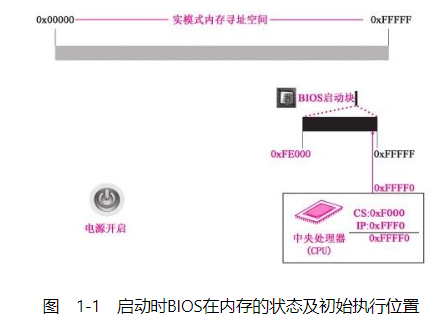 0x00000 实模式内存寻址空间 0xFFFFF
BIOS启动块
0xFE000 0xFFFFF
0xFFFF0
CS:0xF000
IP:0xFFF0
0xFFFF0
中央处理器
(CPU)
电源开启
图 1-1 启动时BIOS在内存的状态及初始执行位置